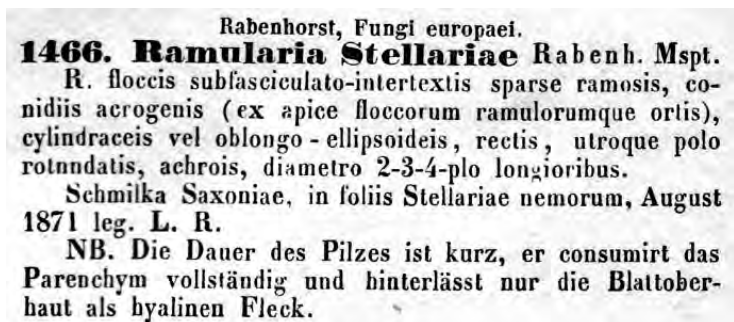 Rabenhorst, Fungi europaei.
1466. Ramularia Stellariae Rabenh. Mspt.
R. floccis subfasciculato-intertextis sparse ramosis, co-
nidiis acrogenis (ex apice floccorum ramulorumque ortis),
cylindraceis vel oblongo - ellipsoideis, rectis, utroque polo
rotnndatis, achrois, diametro 2-3-4-plo longioribus.
Schmilka Saxoniae, in foliis Stellariae nemorum, August
1871 leg. L. R.
NB. Die Dauer des Pilzes ist kurz, er consumirt das
Parenchym vollständig und hinterlässt nur die Blattober-
haut als hyalinen Fleck.